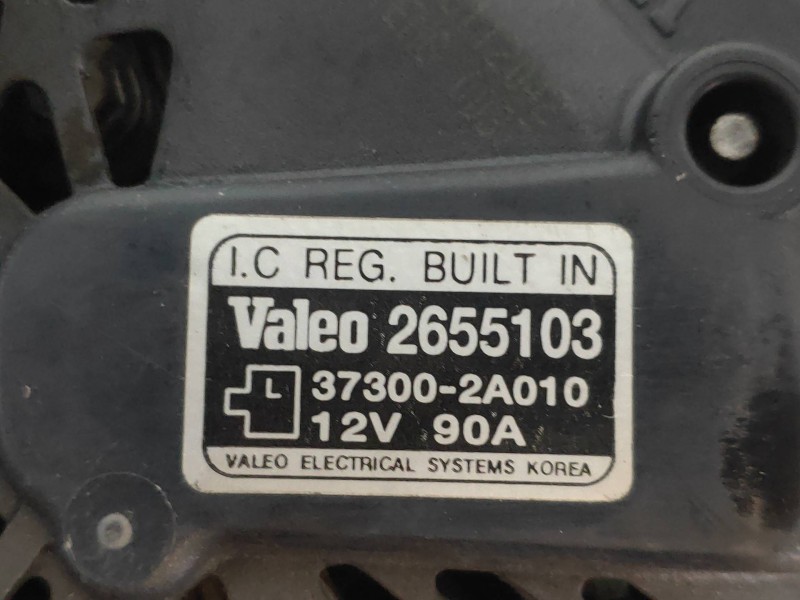 I.C REG. BUILT IN
Valeo 2655103
L 37300-2A010
12V 90A
VALEO ELECTRICAL SYSTEMS KOREA